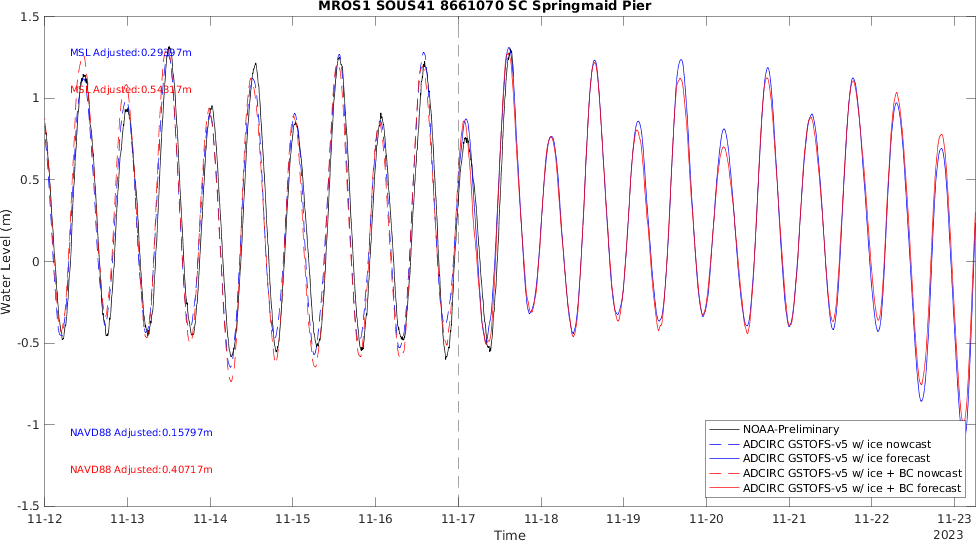 MROS1 SOUS41 8661070 SC Springmaid Pier
1.5
1
0.5
0
-0.5
-1
-1.5
Water Level (m)
MSL Adjusted:0.29397m
MSL Adjusted:0.54317m
NAVD88 Adjusted:0.15797m
NAVD88 Adjusted:0.40717m
NOAA-Preliminary
ADCIRC GSTOFS-v5 w/ ice nowcast
ADCIRC GSTOFS-v5 w/ ice forecast
ADCIRC GSTOFS-v5 w/ ice + BC nowcast
ADCIRC GSTOFS-v5 w/ ice + BC forecast
11-12 11-13 11-14 11-15 11-16 11-17 11-18 11-19 11-20 11-21 11-22 11-23
2023
Time